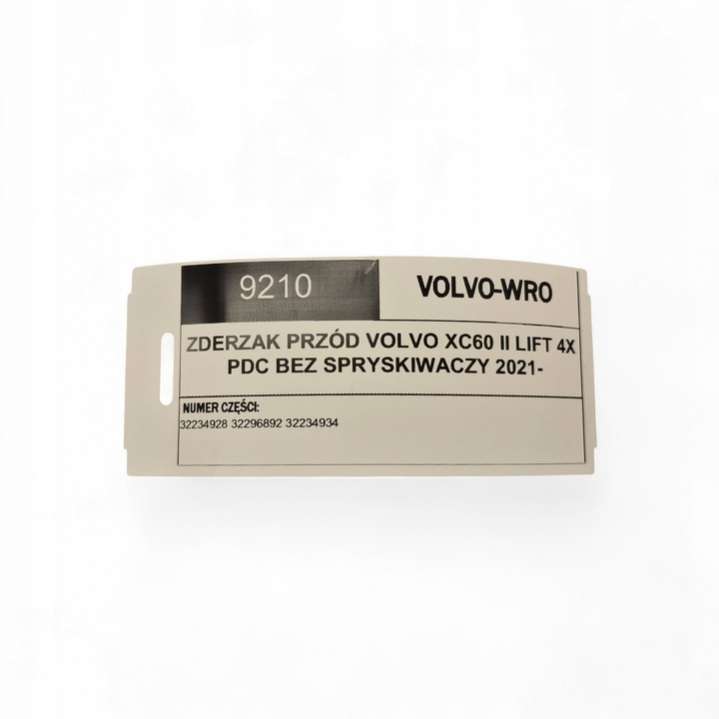 9210
VOLVO-WRO
ZDERZAK PRZÓD VOLVO XC60 II LIFT 4X
PDC BEZ SPRYSKIWACZY 2021-
NUMER CZĘŚCI:
32234928 32296892 32234934